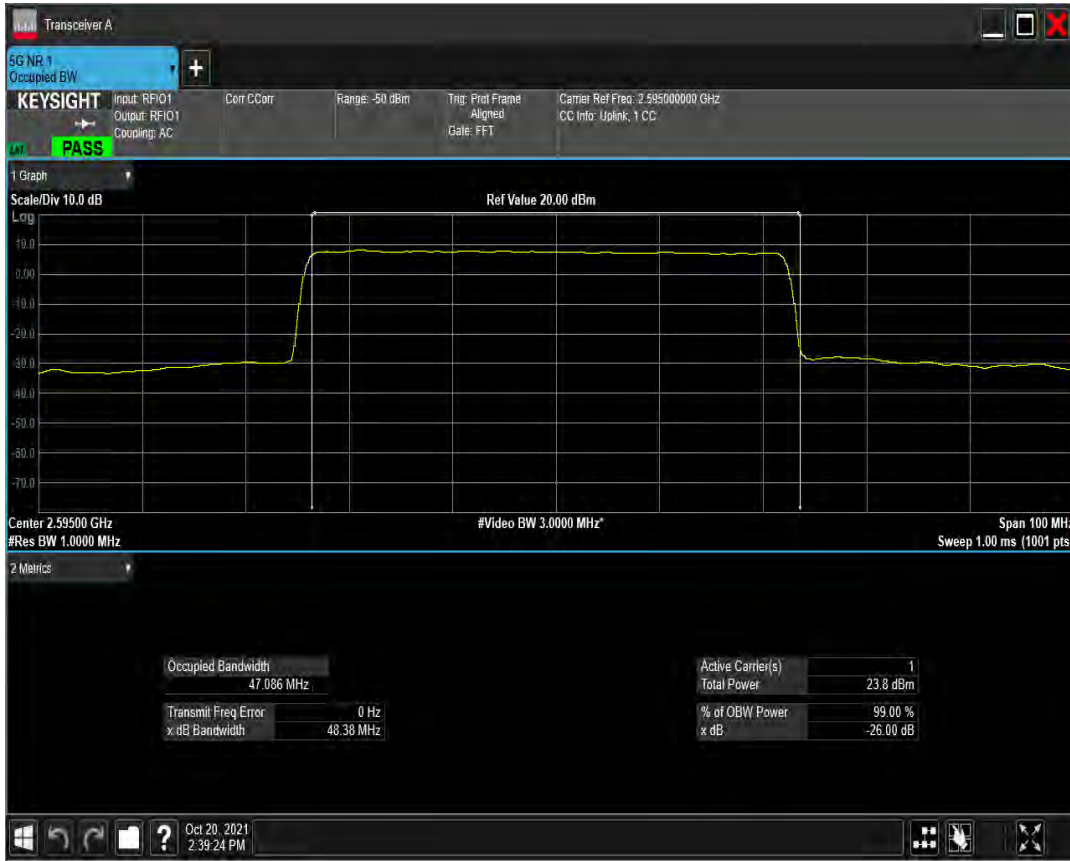 Transceiver A
5G NR 1
Occupied BW
+
KEYSIGHT
PASS
Input: RFIO1
Output: RFIO1
Coupling: AC
Corr CCorr
Range: -50 dBm
Trig: Prot Frame
Aligned
Gate: FFT
Carrier Ref Freq: 2.595000000 GHz
CC Info: Uplink, 1 CC
1 Graph
Scale/Div 10.0 dB
Ref Value 20.00 dBm
Log
10.0
0.00
-10.0
-20.0
-30.0
-40.0
-50.0
-60.0
-70.0
Center 2.59500 GHz
#Video BW 3.0000 MHz*
Span 100 MHz
#Res BW 1.0000 MHz
Sweep 1.00 ms (1001 pts
2 Metrics
Occupied Bandwidth
47.086 MHz
Transmit Freq Error 0 Hz
x dB Bandwidth 48.38 MHz
Active Carrier(s) 1
Total Power 23.8 dBm
% of OBW Power 99.00 %
x dB -26.00 dB
?
Oct 20, 2021
2:39:24 PM